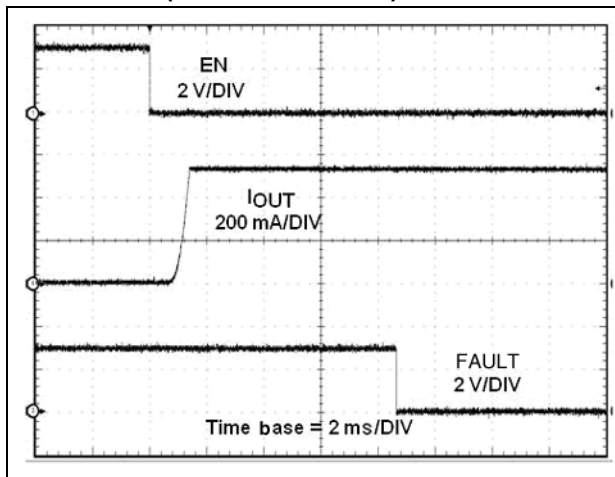 EN
2 V/DIV
IOUT
200 mA/DIV
FAULT
2 V/DIV
Time base = 2 ms/DIV